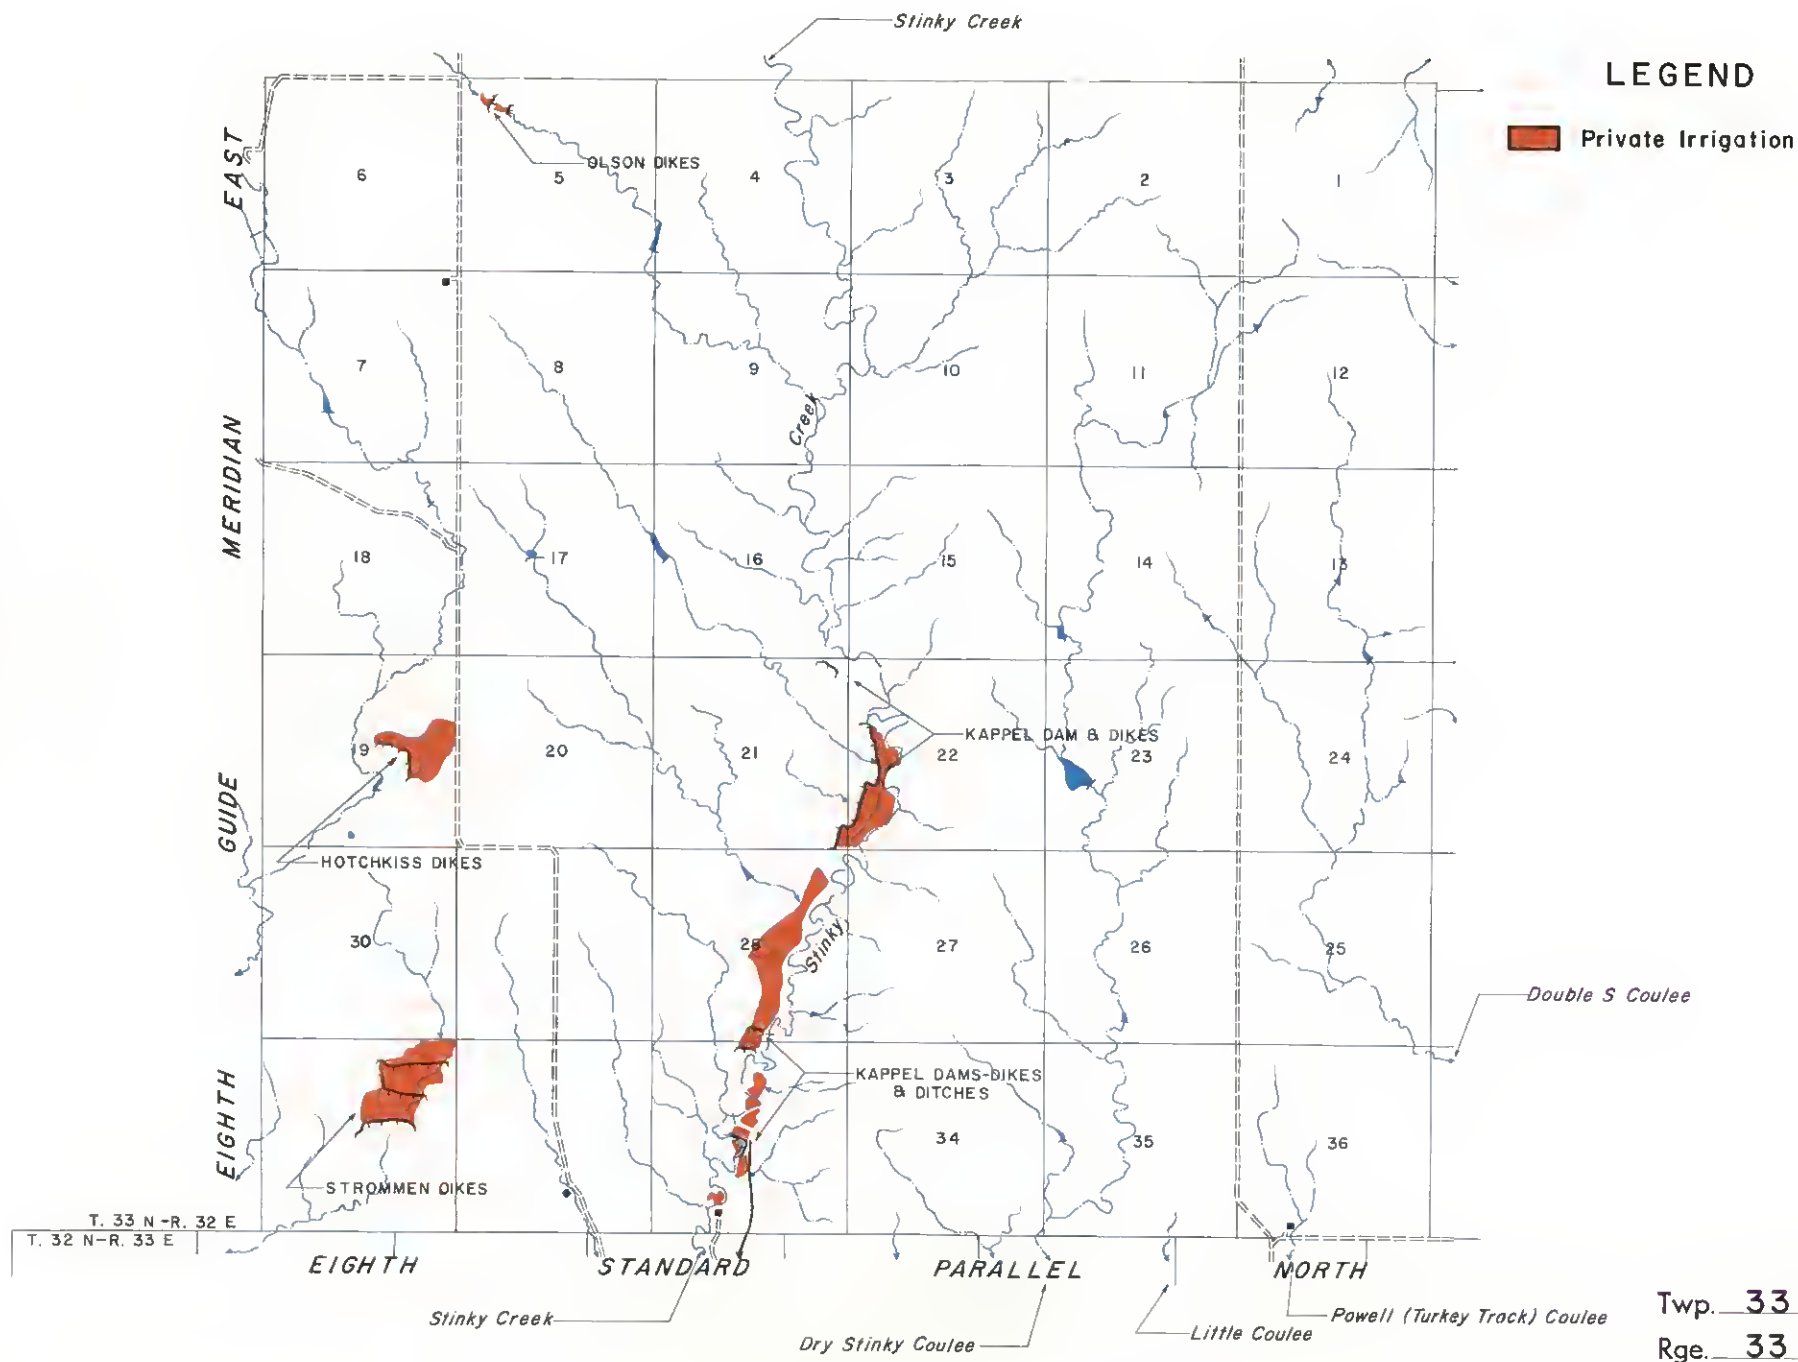 Stinky Creek
LEGEND
Private Irrigation
EAST
OLSON DIKES
6
5
4
3
2
1
7
8
9
10
11
12
Creek
MERIDIAN
18
17
16
15
14
13
KAPPEL DAM & DIKES
19
20
21
22
23
24
GUIDE
HOTCHKISS DIKES
30
28
Stinky
27
26
25
Double S Coulee
KAPPEL DAMS-DIKES
& DITCHES
34
35
36
EIGHTH
STROMMEN DIKES
T. 33 N-R. 32 E
T. 32 N-R. 33 E
EIGHTH STANDARD PARALLEL NORTH
Stinky Creek
Dry Stinky Coulee
Little Coulee
Powell (Turkey Track) Coulee
Twp. 33
Rge. 33